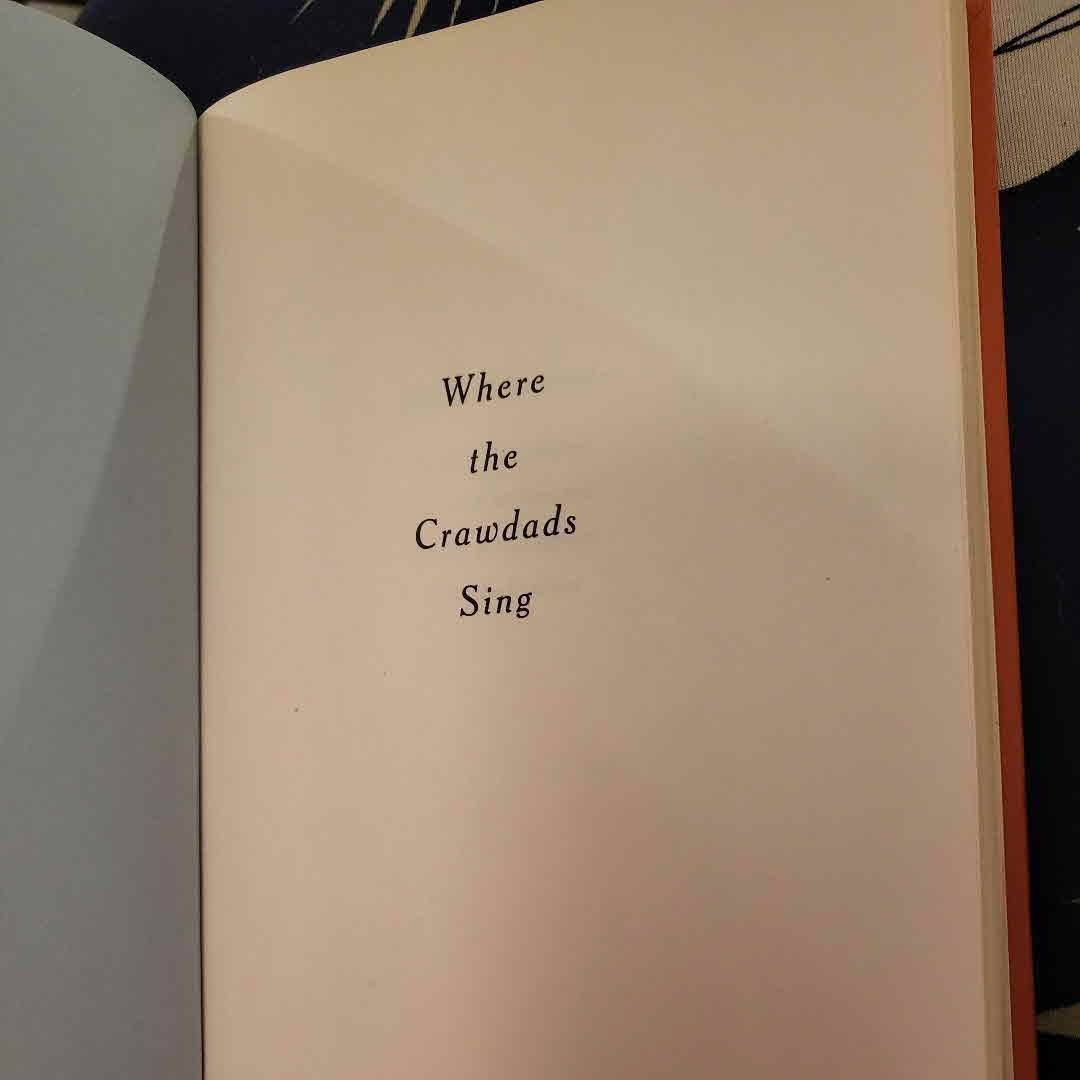 Where
the
Crawdads
Sing